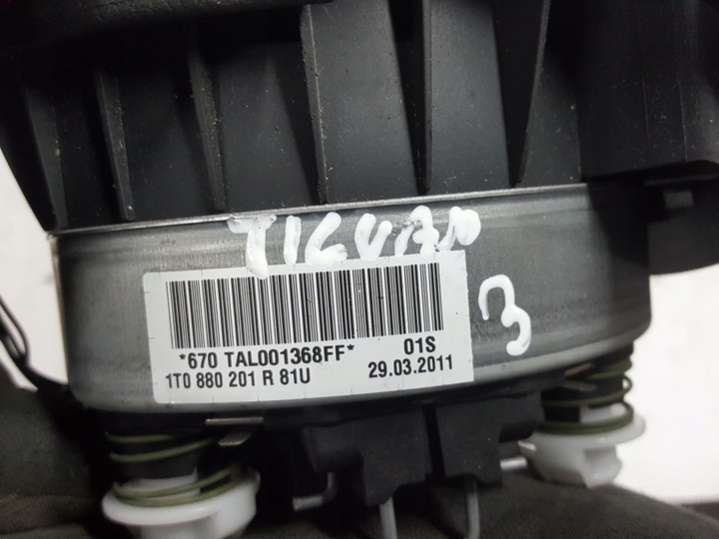 TIGUAN
3
*670 TAL001368FF* 01S
1T0 880 201 R 81U 29.03.2011